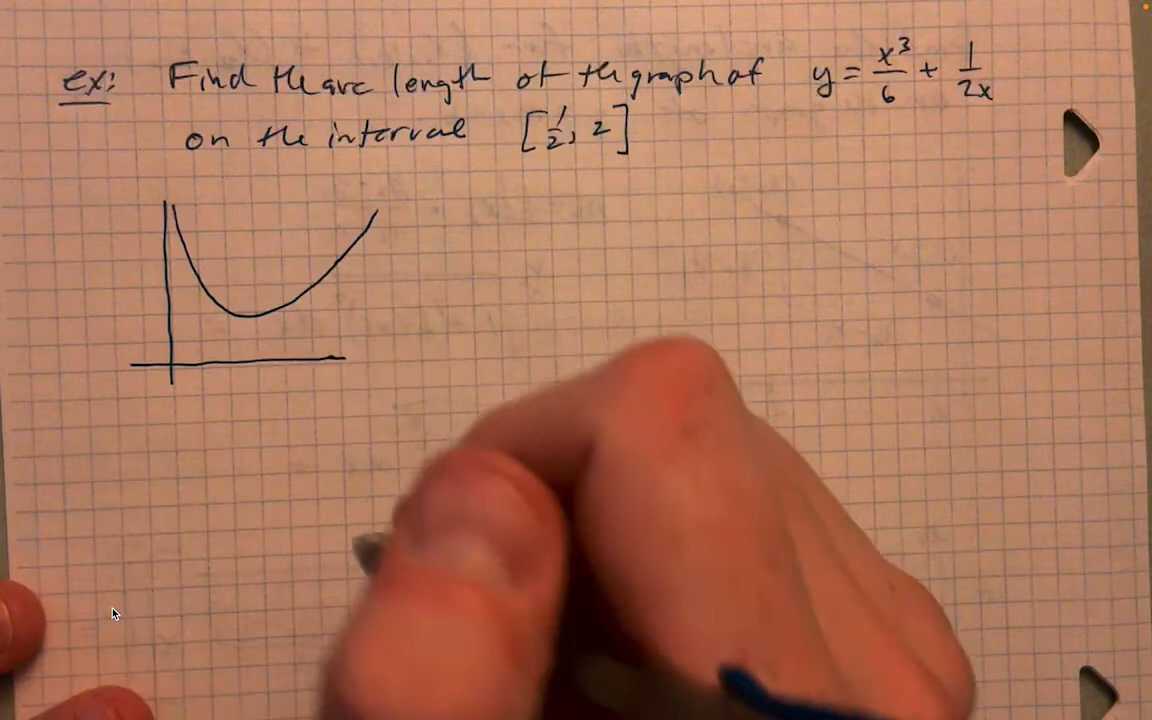 ex: Find the arc length of the graph of y = x³/6 + 1/2x
on the interval [1/2, 2]